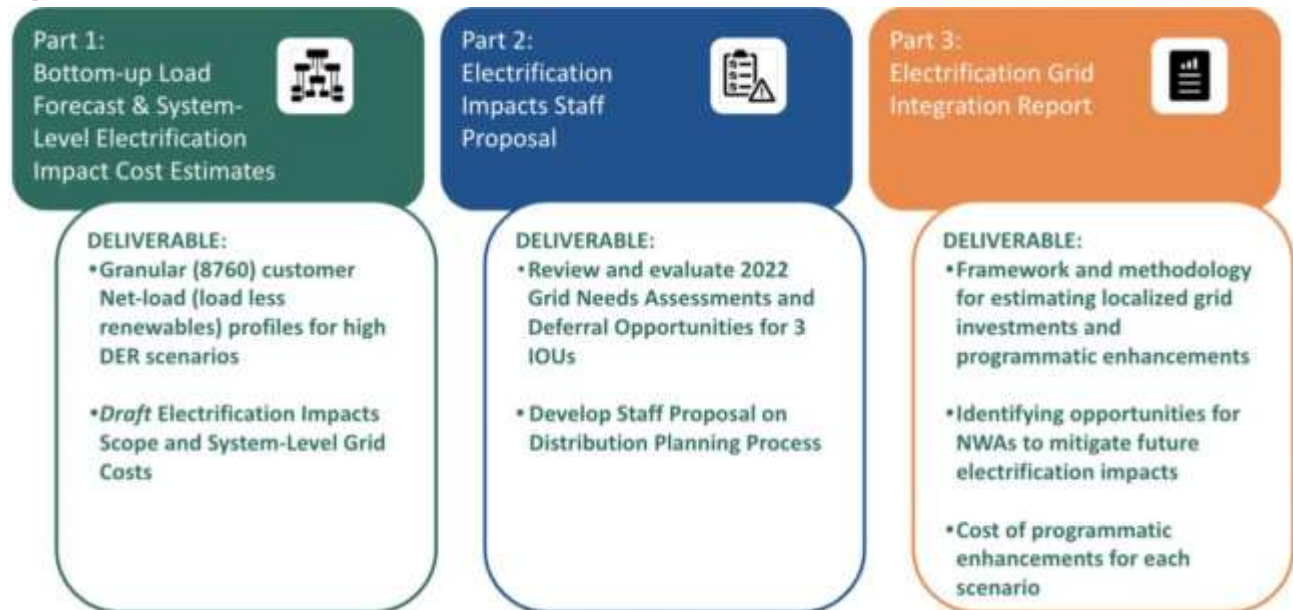 Part 1:
Bottom-up Load
Forecast & System-
Level Electrification
Impact Cost Estimates
DELIVERABLE:
•Granular (8760) customer
Net-load (load less
renewables) profiles for high
DER scenarios
•Draft Electrification Impacts
Scope and System-Level Grid
Costs
Part 2:
Electrification
Impacts Staff
Proposal
DELIVERABLE:
•Review and evaluate 2022
Grid Needs Assessments and
Deferral Opportunities for 3
IOUs
•Develop Staff Proposal on
Distribution Planning Process
Part 3:
Electrification Grid
Integration Report
DELIVERABLE:
•Framework and methodology
for estimating localized grid
investments and
programmatic enhancements
•Identifying opportunities for
NWAs to mitigate future
electrification impacts
•Cost of programmatic
enhancements for each
scenario